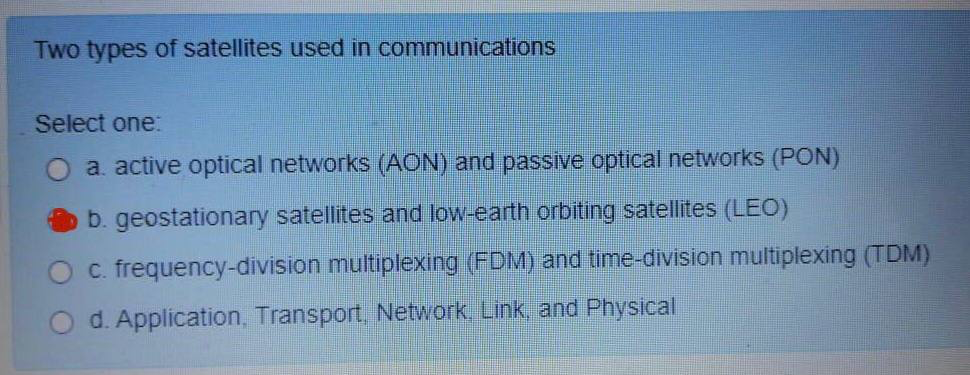 Two types of satellites used in communications
Select one:
a. active optical networks (AON) and passive optical networks (PON)
b. geostationary satellites and low-earth orbiting satellites (LEO)
c. frequency-division multiplexing (FDM) and time-division multiplexing (TDM)
d. Application, Transport, Network, Link, and Physical